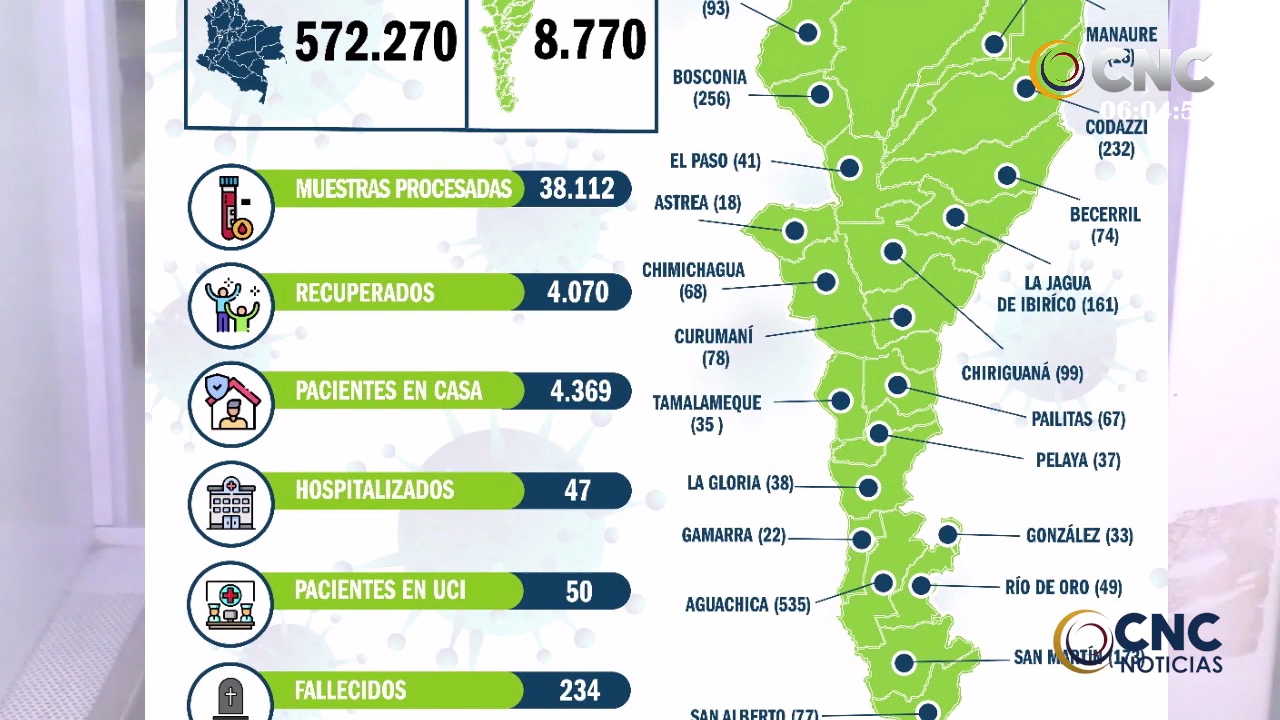 572.270
8.770
MUESTRAS PROCESADAS 38.112
RECUPERADOS 4.070
PACIENTES EN CASA 4.369
HOSPITALIZADOS 47
PACIENTES EN UCI 50
FALLECIDOS 234
(93)
BOSCONIA
(256)
EL PASO (41)
ASTREA (18)
CHIMICHAGUA
(68)
CURUMANÍ
(78)
TAMALAMEQUE
(35 )
LA GLORIA (38)
GAMARRA (22)
AGUACHICA (535)
SAN ALBERTO (77)
MANAURE
CNC
CODAZZI
(232)
BECERRIL
(74)
LA JAGUA
DE IBIRÍCO (161)
CHIRIGUANÁ (99)
PAILITAS (67)
PELAYA (37)
GONZÁLEZ (33)
RÍO DE ORO (49)
SAN MARTÍN
CNC
NOTICIAS